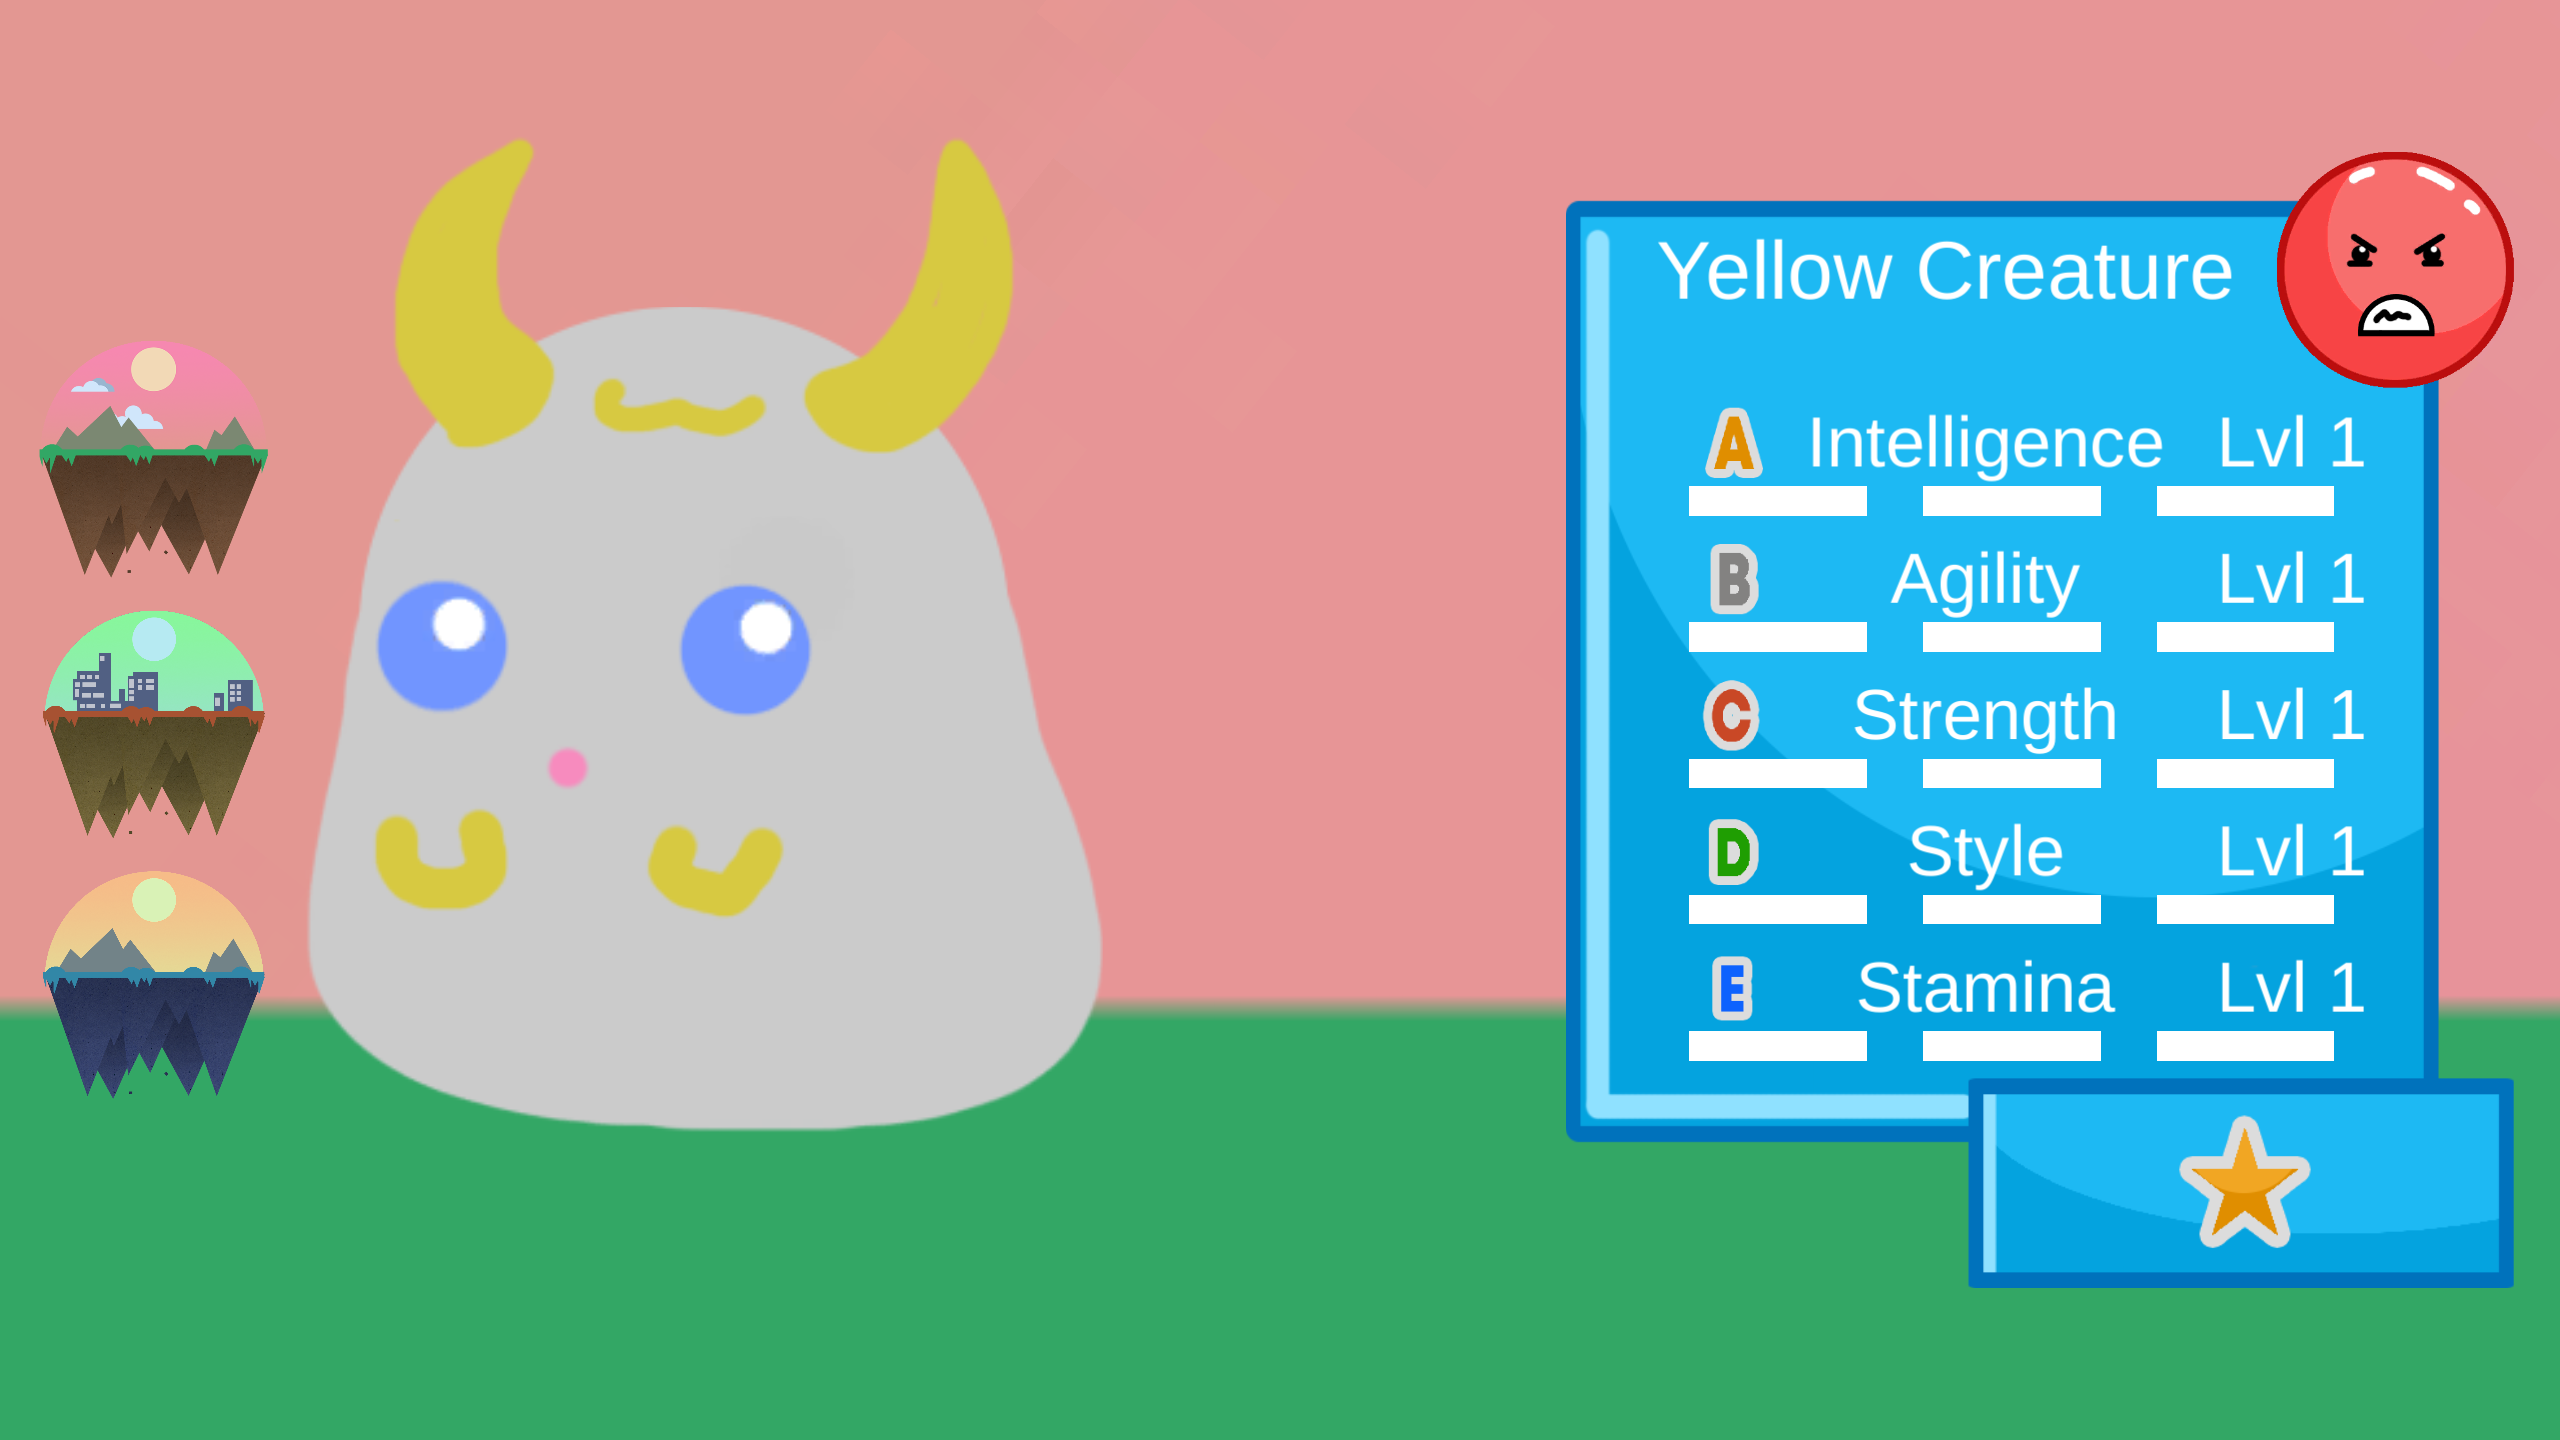 Yellow Creature
A Intelligence Lvl 1
B Agility Lvl 1
C Strength Lvl 1
D Style Lvl 1
E Stamina Lvl 1